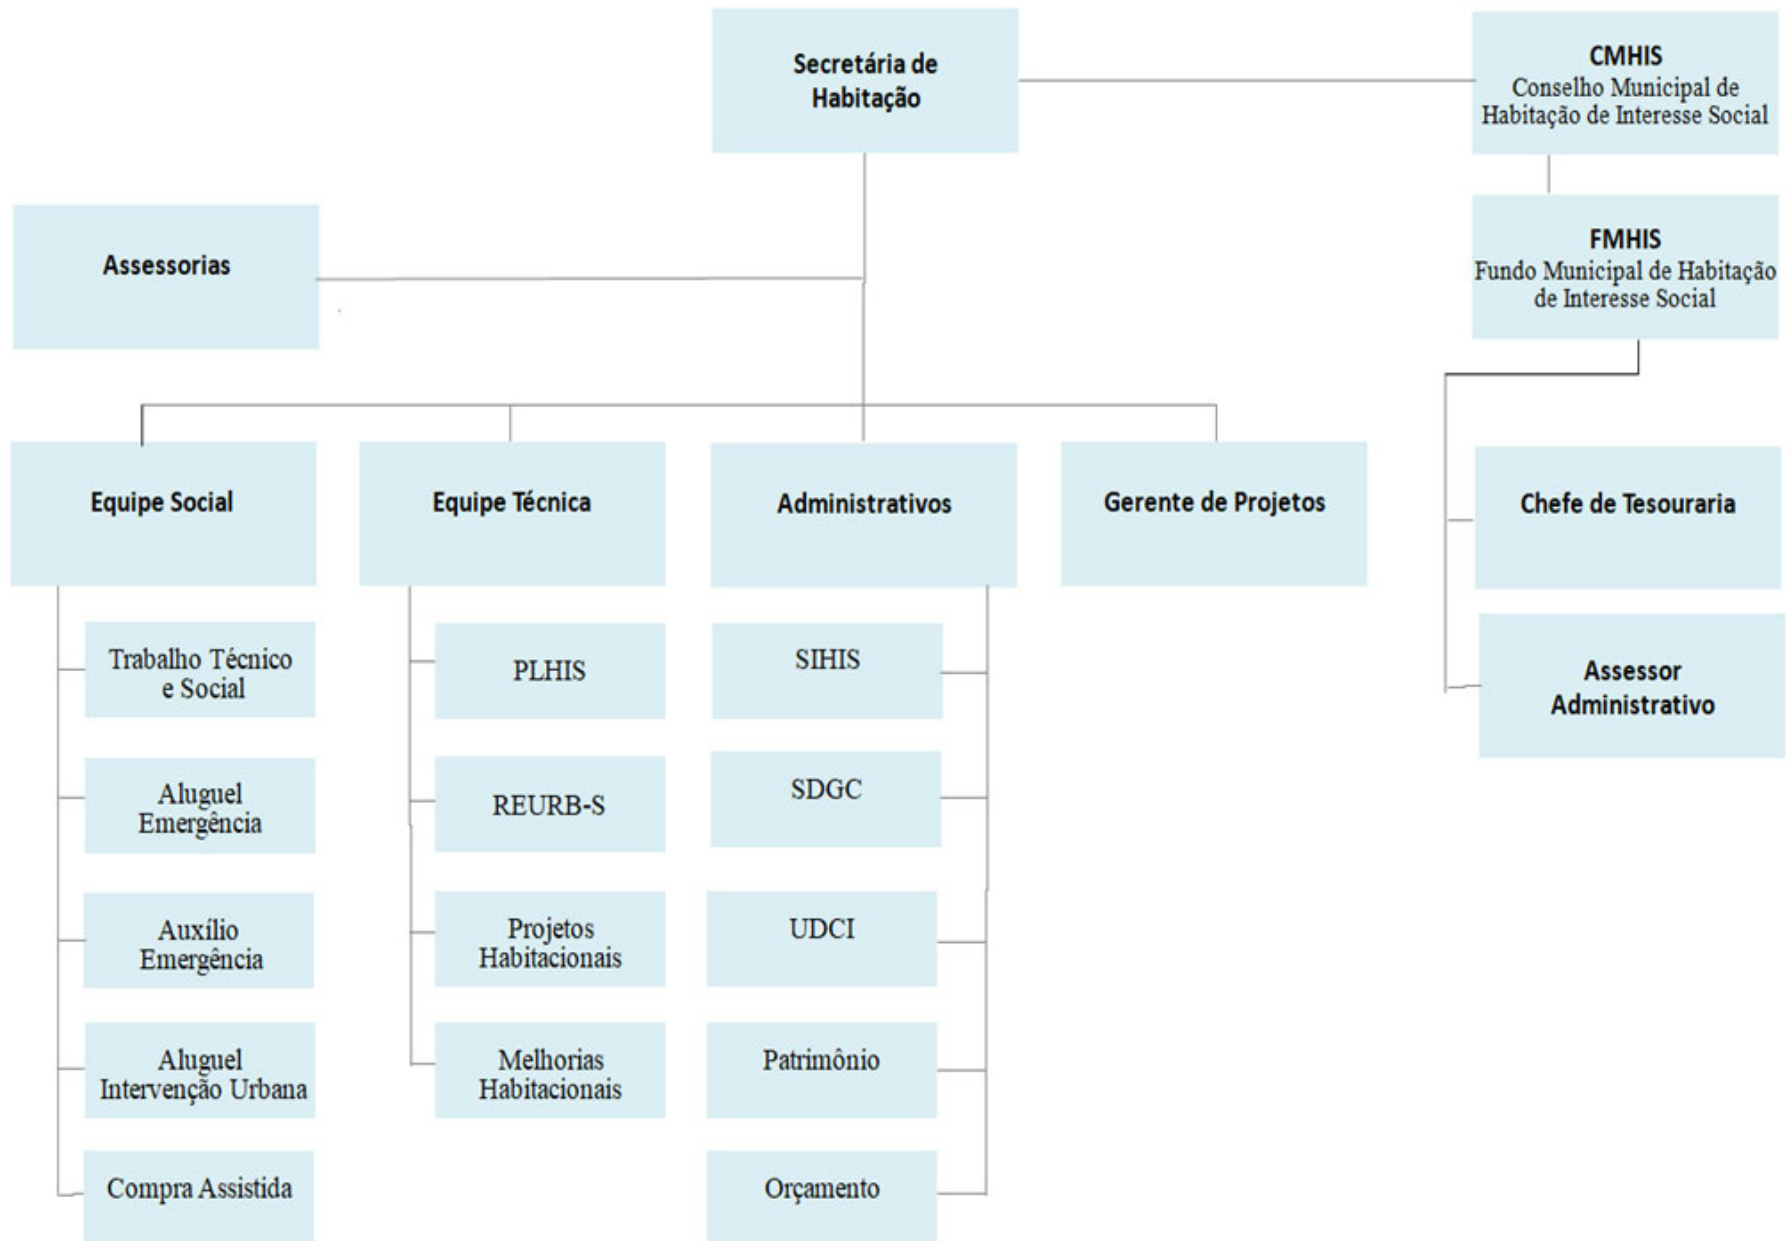 Secretária de
Habitação
CMHIS
Conselho Municipal de
Habitação de Interesse Social
Assessorias
FMHIS
Fundo Municipal de Habitação
de Interesse Social
Equipe Social
Equipe Técnica
Administrativos
Gerente de Projetos
Chefe de Tesouraria
Assessor
Administrativo
Trabalho Técnico
e Social
Aluguel
Emergência
Auxílio
Emergência
Aluguel
Intervenção Urbana
Compra Assistida
PLHIS
REURB-S
Projetos
Habitacionais
Melhorias
Habitacionais
SIHIS
SDGC
UDCI
Patrimônio
Orçamento